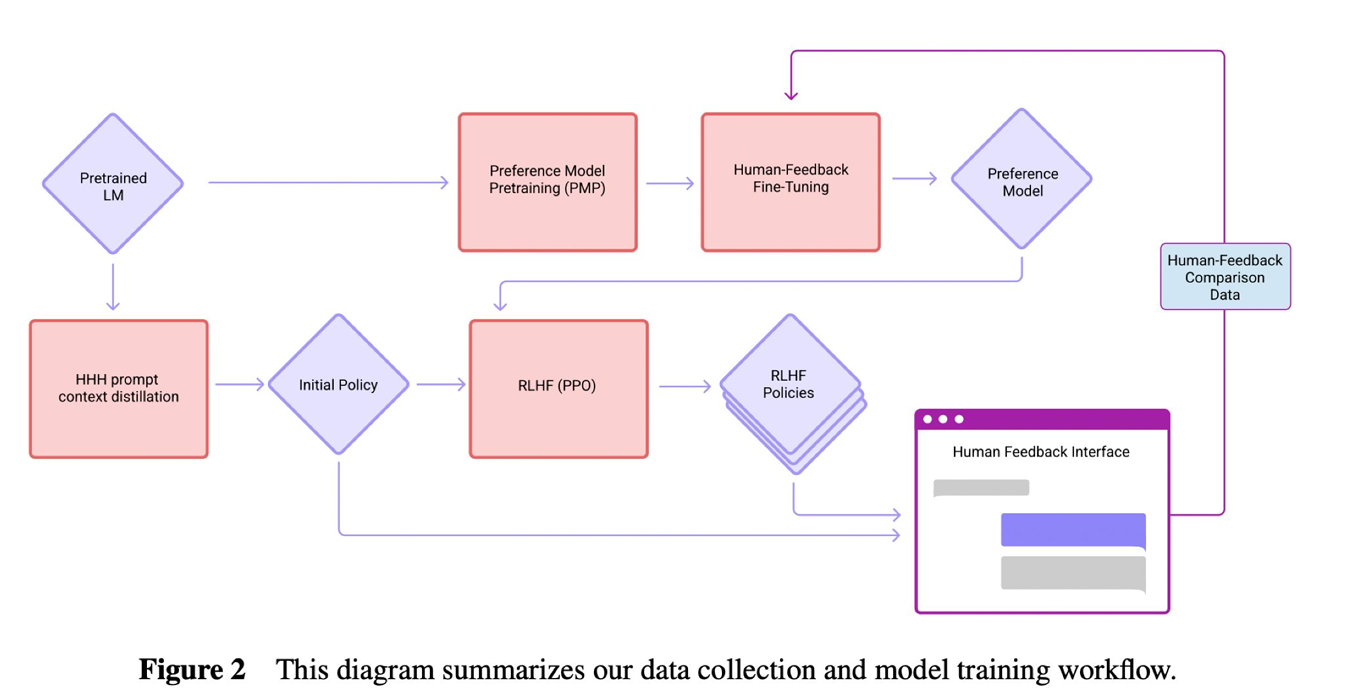 Pretrained
LM
Preference Model
Pretraining (PMP)
Human-Feedback
Fine-Tuning
Preference
Model
Human-Feedback
Comparison
Data
HHH prompt
context distillation
Initial Policy
RLHF (PPO)
RLHF
Policies
Human Feedback Interface
Figure 2 This diagram summarizes our data collection and model training workflow.